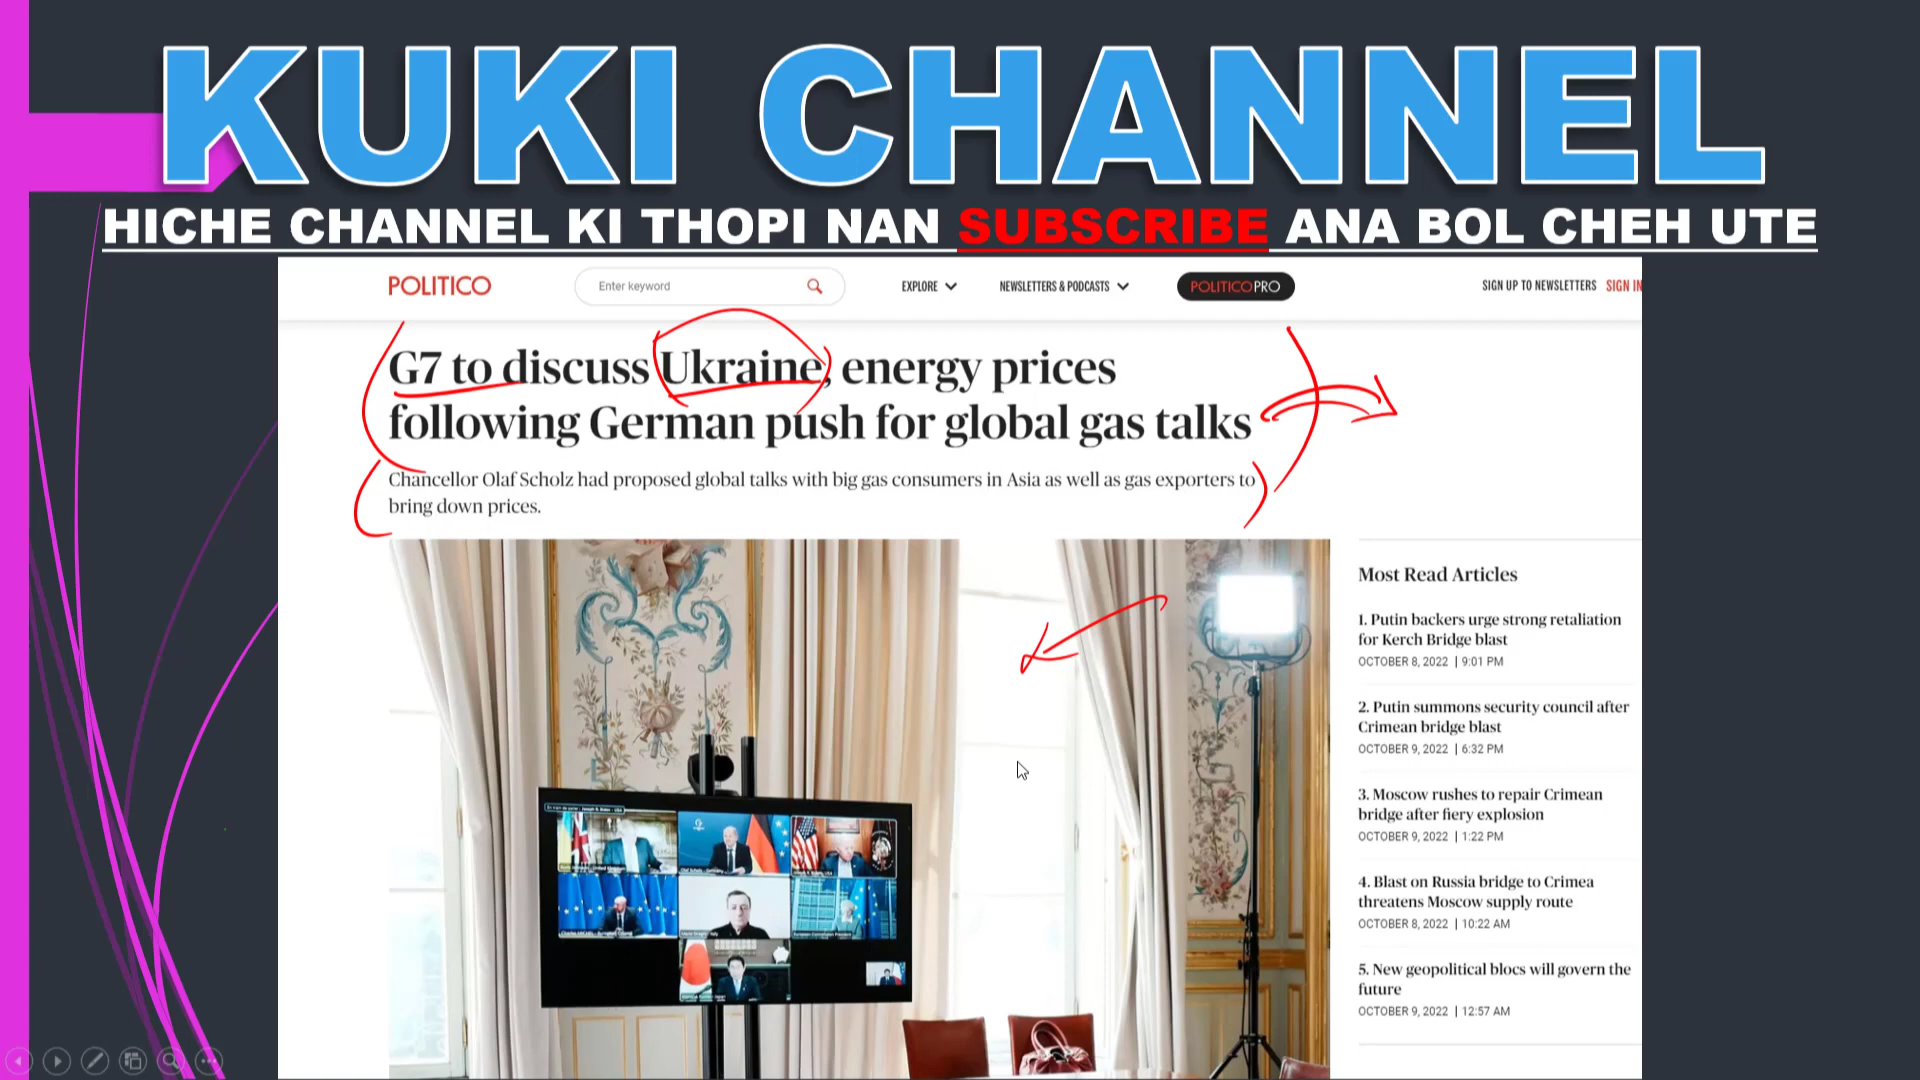 KUKI CHANNEL
HICHE CHANNEL KI THOPI NAN SUBSCRIBE ANA BOL CHEH UTE
POLITICO
Enter keyword
EXPLORE
NEWSLETTERS & PODCASTS
POLITICOPRO
SIGN UP TO NEWSLETTERS
SIGN IN
G7 to discuss Ukraine, energy prices
following German push for global gas talks
Chancellor Olaf Scholz had proposed global talks with big gas consumers in Asia as well as gas exporters to
bring down prices.
Most Read Articles
1. Putin backers urge strong retaliation
for Kerch Bridge blast
OCTOBER 8, 2022 | 9:01 PM
2. Putin summons security council after
Crimean bridge blast
OCTOBER 9, 2022 | 6:32 PM
3. Moscow rushes to repair Crimean
bridge after fiery explosion
OCTOBER 9, 2022 | 1:22 PM
4. Blast on Russia bridge to Crimea
threatens Moscow supply route
OCTOBER 8, 2022 | 10:22 AM
5. New geopolitical blocs will govern the
future
OCTOBER 9, 2022 | 12:57 AM